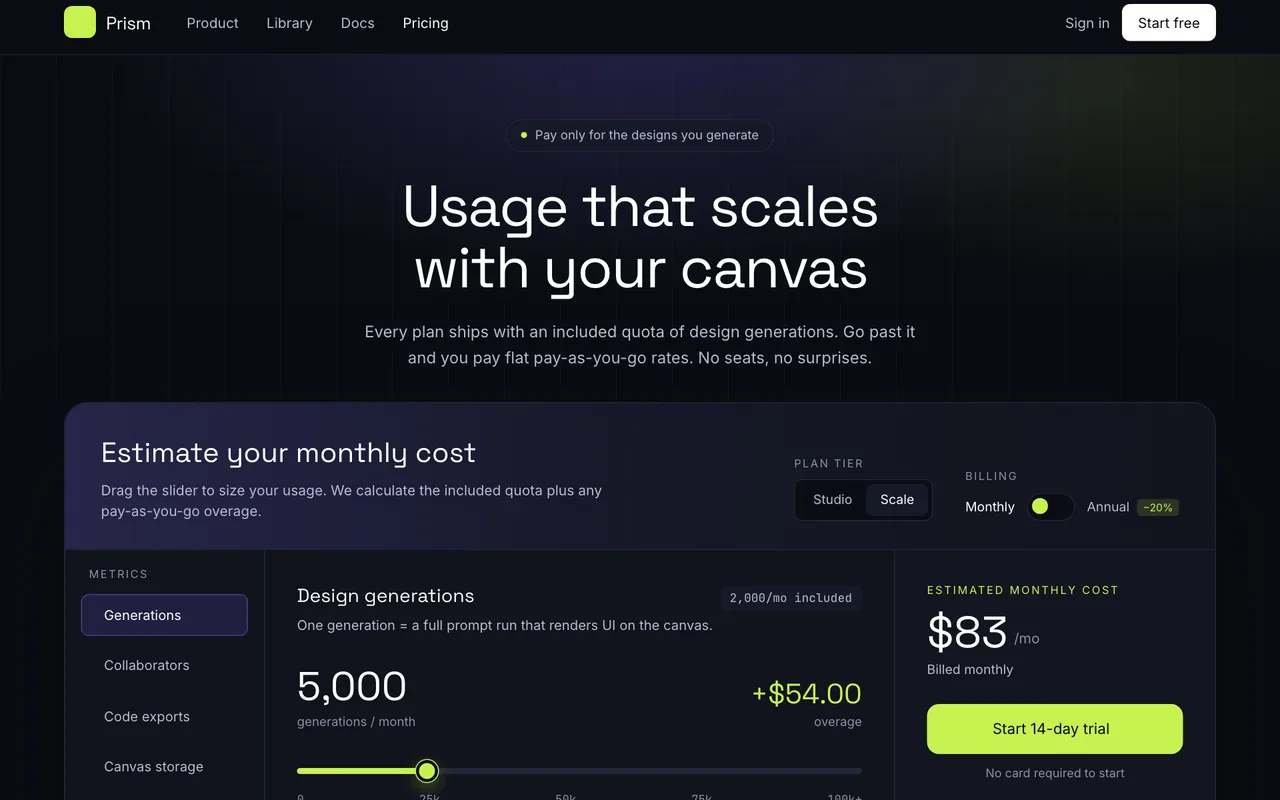 Prism
Product
Library
Docs
Pricing
Sign in
Start free
Pay only for the designs you generate
Usage that scales
with your canvas
Every plan ships with an included quota of design generations. Go past it
and you pay flat pay-as-you-go rates. No seats, no surprises.
Estimate your monthly cost
Drag the slider to size your usage. We calculate the included quota plus any
pay-as-you-go overage.
PLAN TIER
Studio
Scale
BILLING
Monthly
Annual
−20%
METRICS
Generations
Collaborators
Code exports
Canvas storage
Design generations
2,000/mo included
One generation = a full prompt run that renders UI on the canvas.
5,000
generations / month
+$54.00
overage
0
25k
50k
75k
100k+
ESTIMATED MONTHLY COST
$83 /mo
Billed monthly
Start 14-day trial
No card required to start